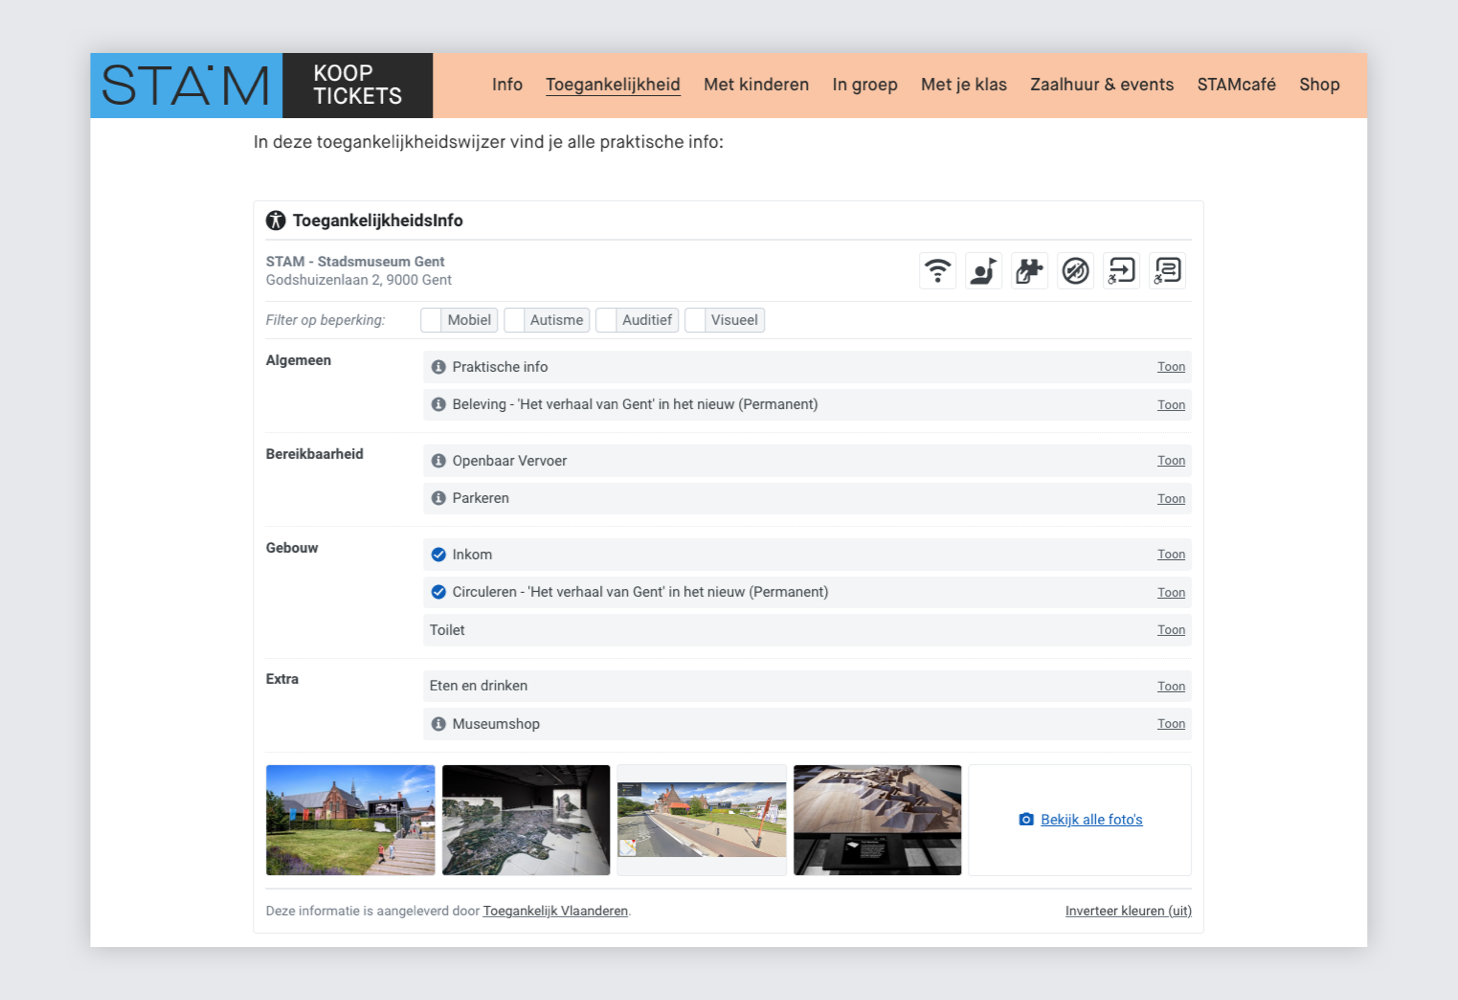 STAM
KOOP
TICKETS
Info Toegankelijkheid Met kinderen In groep Met je klas Zaalhuur & events STAMcafé Shop
In deze toegankelijkheidswijzer vind je alle praktische info:
ToegankelijkheidsInfo
STAM - Stadsmuseum Gent
Godshuizenlaan 2, 9000 Gent
Filter op beperking: Mobiel Autisme Auditief Visueel
Algemeen
Praktische info Toon
Beleving - 'Het verhaal van Gent' in het nieuw (Permanent) Toon
Bereikbaarheid
Openbaar Vervoer Toon
Parkeren Toon
Gebouw
Inkom Toon
Circuleren - 'Het verhaal van Gent' in het nieuw (Permanent) Toon
Toilet Toon
Extra
Eten en drinken Toon
Museumshop Toon
Bekijk alle foto's
Deze informatie is aangeleverd door Toegankelijk Vlaanderen.
Inverteer kleuren (uit)